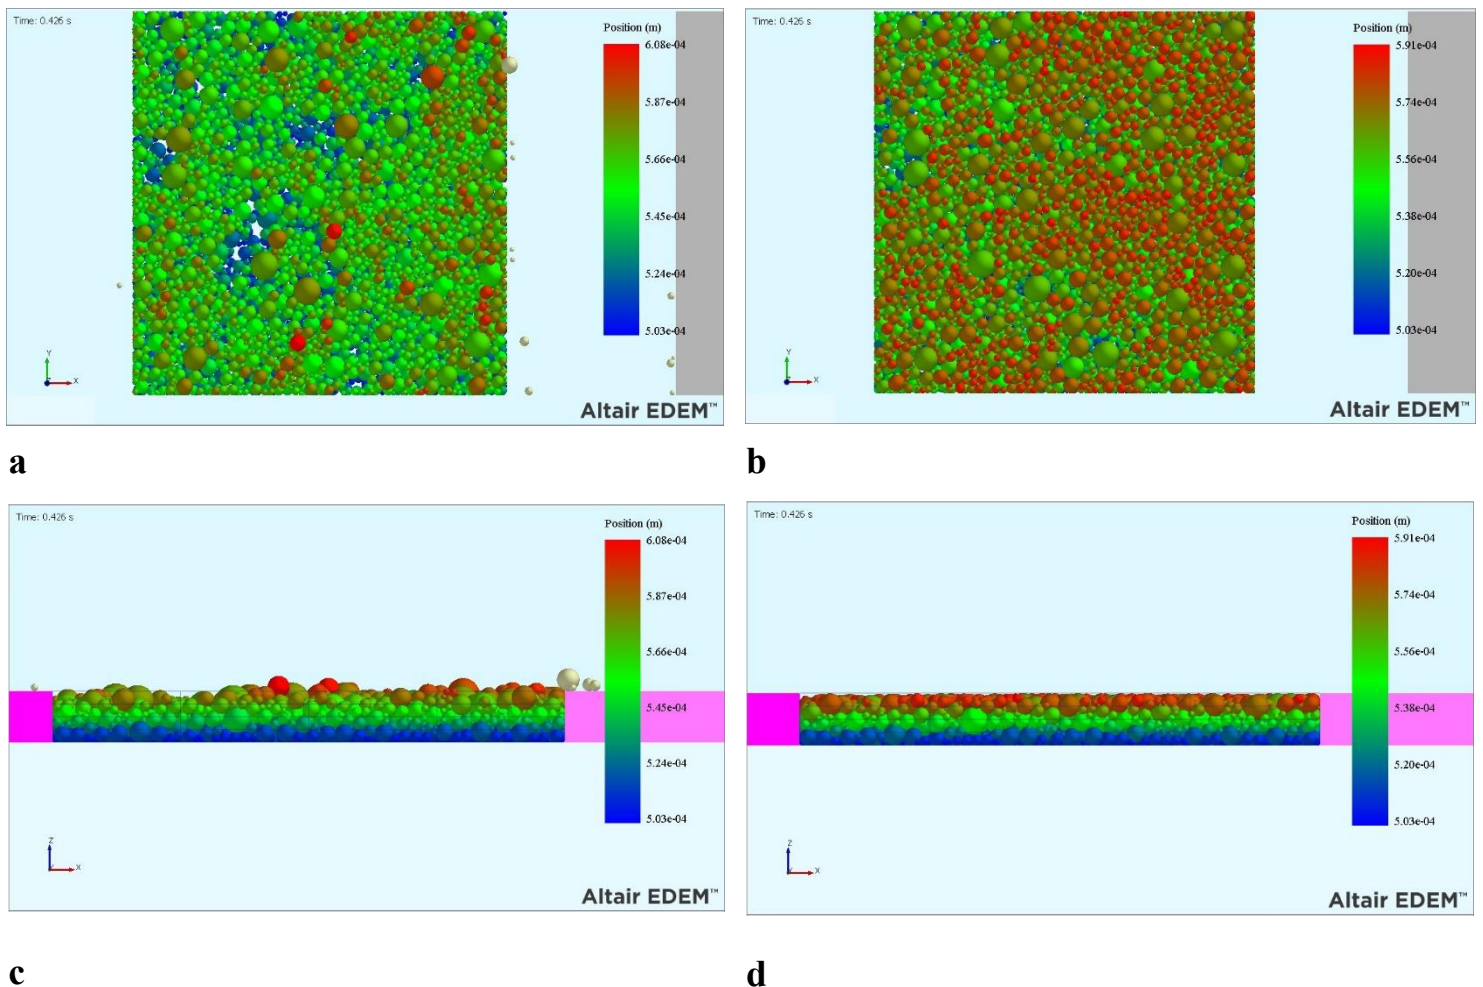 Time: 0.426 s
Position (m)
6.08e-04
5.87e-04
5.66e-04
5.45e-04
5.24e-04
5.03e-04
Y
X
Z
Altair EDEM™
a
Time: 0.426 s
Position (m)
5.91e-04
5.74e-04
5.56e-04
5.38e-04
5.20e-04
5.03e-04
Y
X
Z
Altair EDEM™
b
Time: 0.426 s
Position (m)
6.08e-04
5.87e-04
5.66e-04
5.45e-04
5.24e-04
5.03e-04
Z
Y
X
Altair EDEM™
c
Time: 0.426 s
Position (m)
5.91e-04
5.74e-04
5.56e-04
5.38e-04
5.20e-04
5.03e-04
Z
Y
X
Altair EDEM™
d